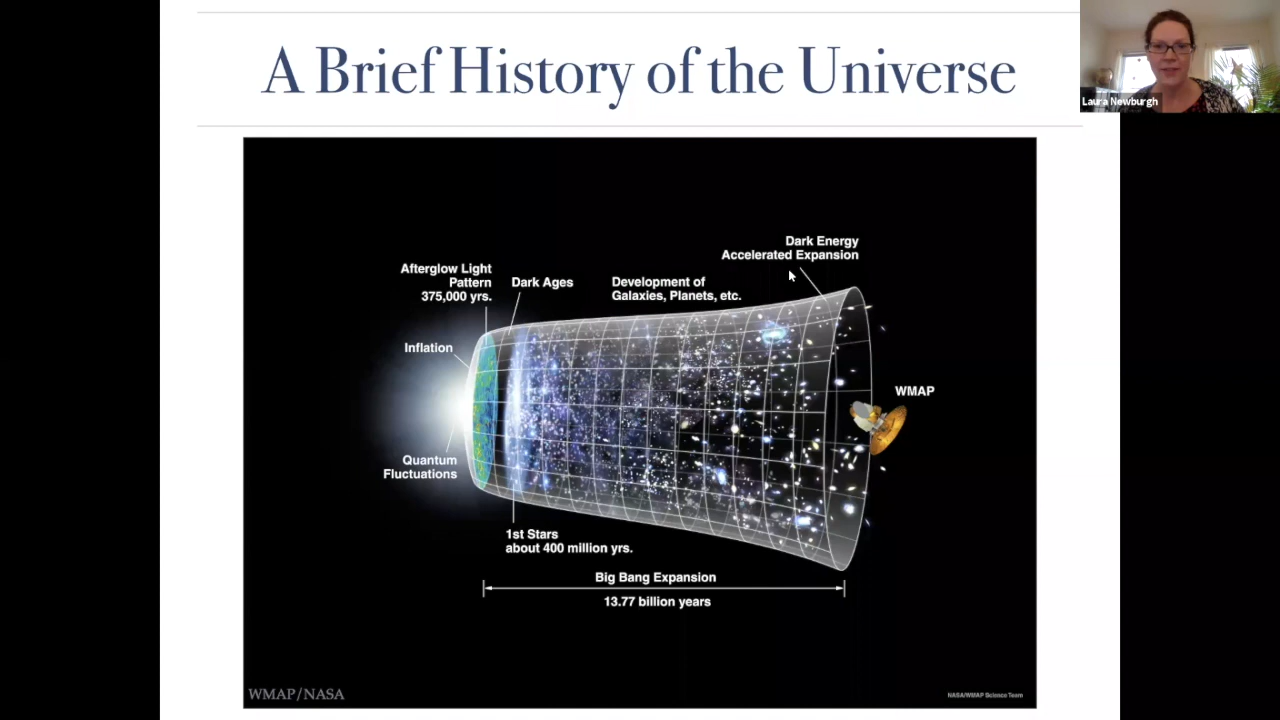 A Brief History of the Universe
Laura Newburgh
Dark Energy
Accelerated Expansion
Afterglow Light
Pattern
375,000 yrs.
Dark Ages
Development of
Galaxies, Planets, etc.
Inflation
WMAP
Quantum
Fluctuations
1st Stars
about 400 million yrs.
Big Bang Expansion
13.77 billion years
WMAP/NASA
NASA/WMAP Science Team